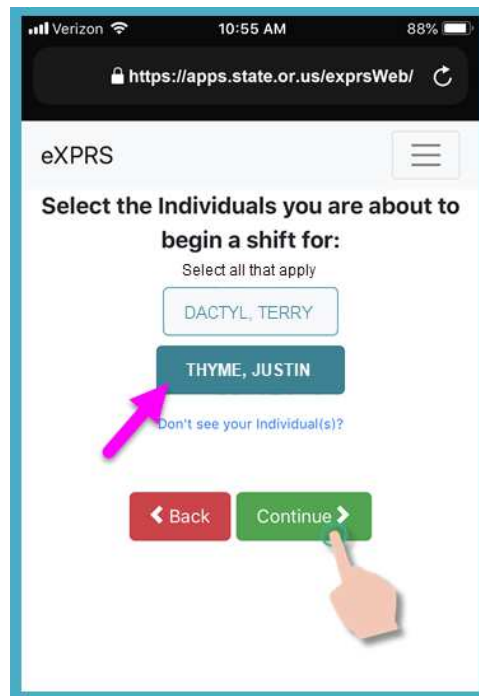 Verizon 10:55 AM 88%
https://apps.state.or.us/exprsWeb/
eXPRS
Select the Individuals you are about to
begin a shift for:
Select all that apply
DACTYL, TERRY
THYME, JUSTIN
Don't see your Individual(s)?
Back Continue